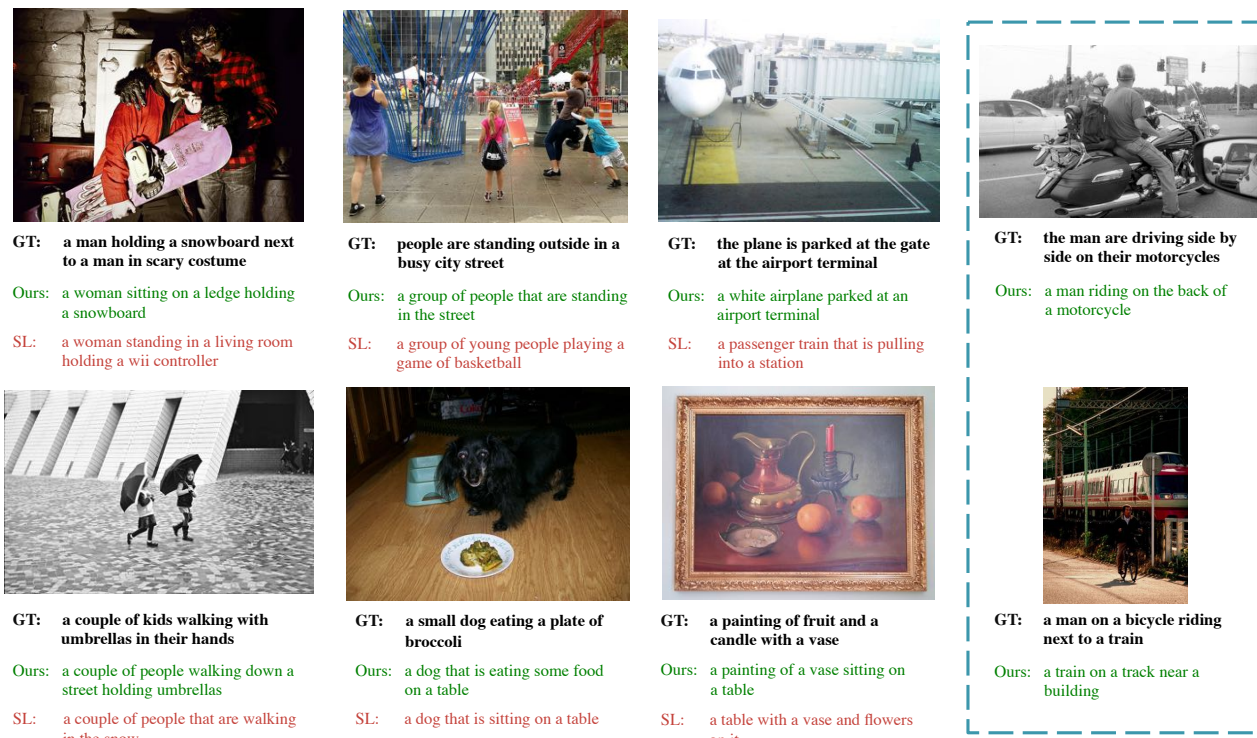 GT: a man holding a snowboard next
to a man in scary costume
Ours: a woman sitting on a ledge holding
a snowboard
SL: a woman standing in a living room
holding a wii controller
GT: people are standing outside in a
busy city street
Ours: a group of people that are standing
in the street
SL: a group of young people playing a
game of basketball
GT: the plane is parked at the gate
at the airport terminal
Ours: a white airplane parked at an
airport terminal
SL: a passenger train that is pulling
into a station
GT: the man are driving side by
side on their motorcycles
Ours: a man riding on the back of
a motorcycle
GT: a couple of kids walking with
umbrellas in their hands
Ours: a couple of people walking down a
street holding umbrellas
SL: a couple of people that are walking
in the snow
GT: a small dog eating a plate of
broccoli
Ours: a dog that is eating some food
on a table
SL: a dog that is sitting on a table
GT: a painting of fruit and a
candle with a vase
Ours: a painting of a vase sitting on
a table
SL: a table with a vase and flowers
on it
GT: a man on a bicycle riding
next to a train
Ours: a train on a track near a
building